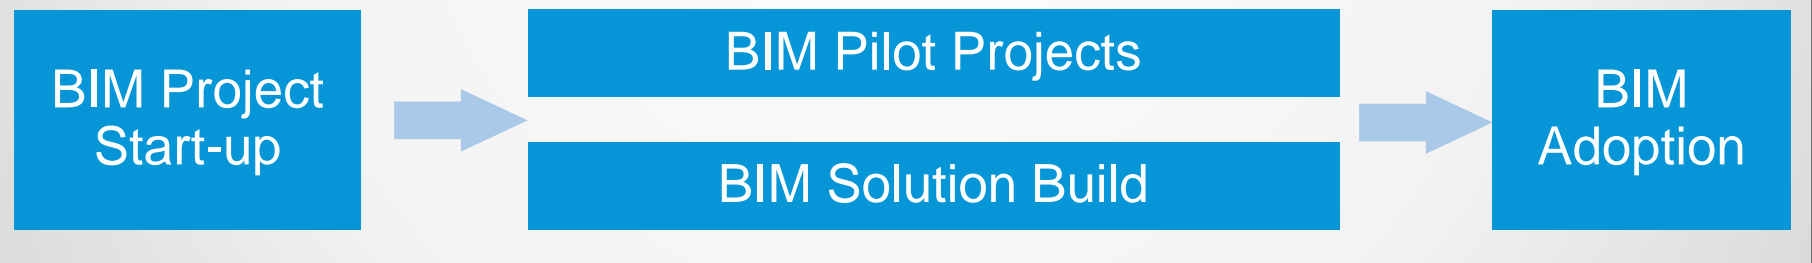 BIM Project
Start-up
BIM Pilot Projects
BIM Solution Build
BIM
Adoption